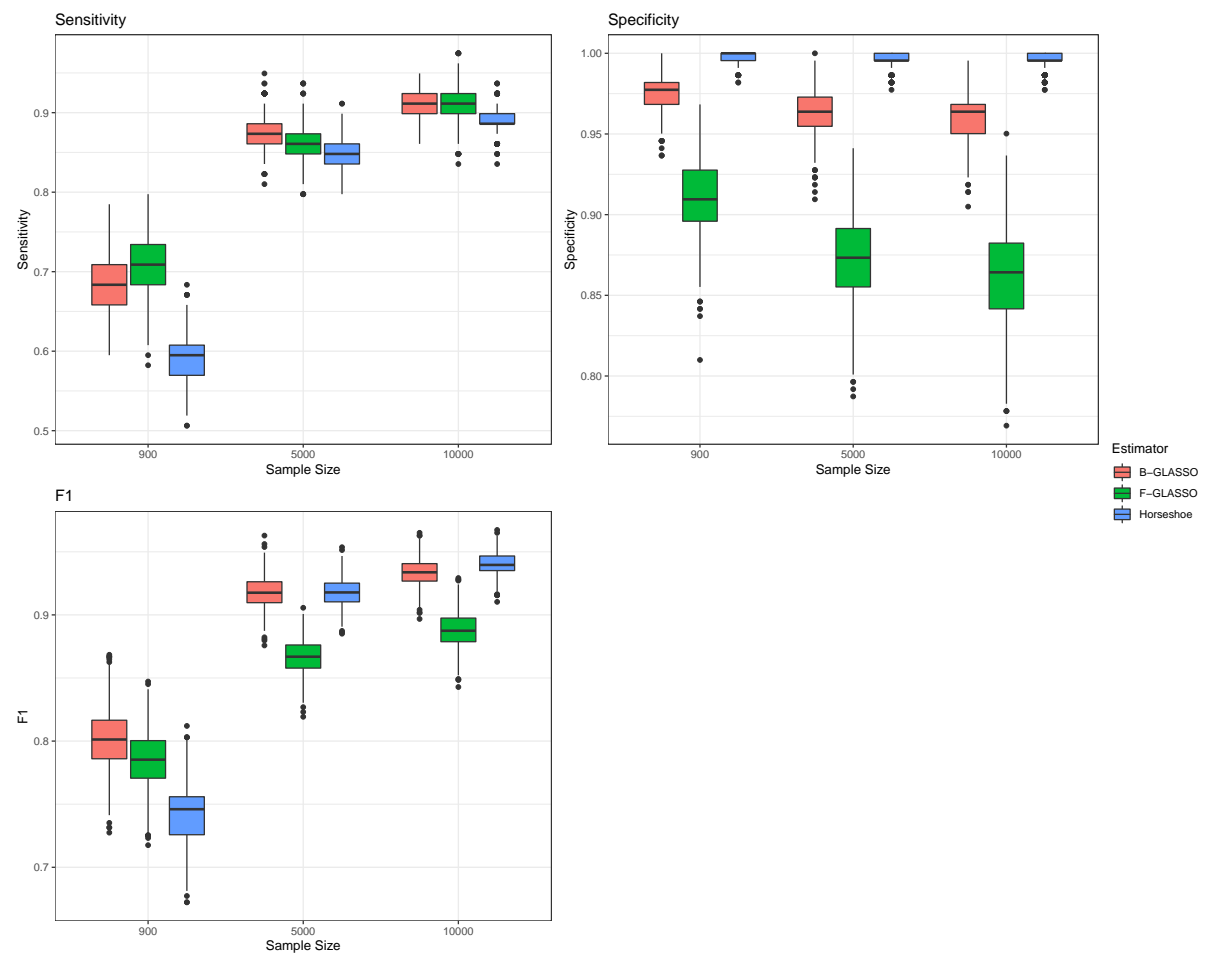 Sensitivity
Sensitivity
0.9
0.8
0.7
0.6
0.5
900
5000
10000
Sample Size
Specificity
Specificity
1.00
0.95
0.90
0.85
0.80
900
5000
10000
Sample Size
Estimator
B−GLASSO
F−GLASSO
Horseshoe
F1
F1
0.9
0.8
0.7
900
5000
10000
Sample Size